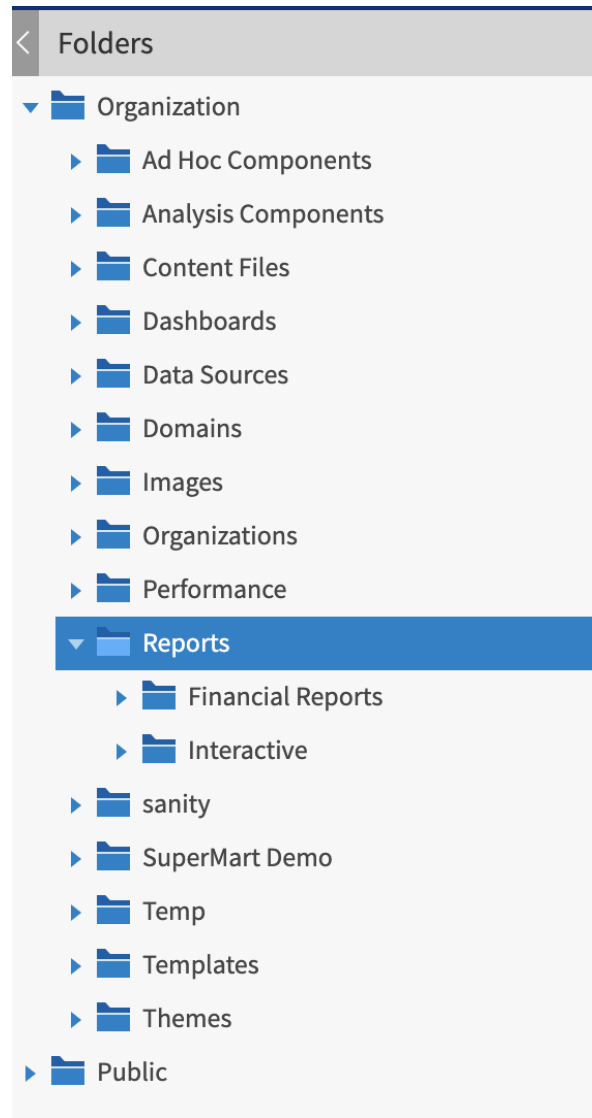 Folders
Organization
Ad Hoc Components
Analysis Components
Content Files
Dashboards
Data Sources
Domains
Images
Organizations
Performance
Reports
Financial Reports
Interactive
sanity
SuperMart Demo
Temp
Templates
Themes
Public